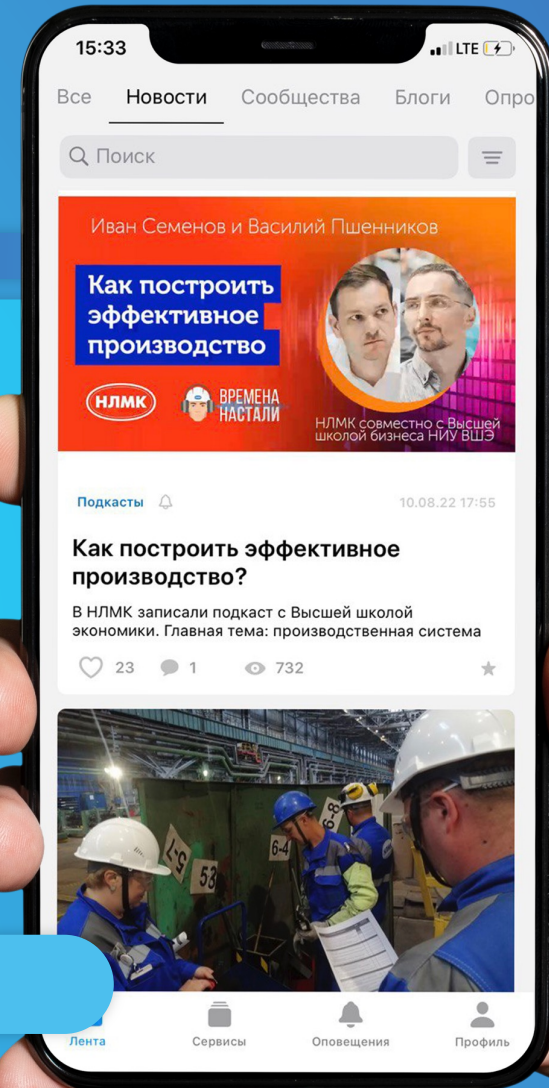 15:33
LTE
Все Новости Сообщества Блоги Опро
Поиск
Иван Семенов и Василий Пшенников
Как построить
эффективное
производство
НЛМК
ВРЕМЕНА
НАСТАЛИ
НЛМК совместно с Высшей
школой бизнеса НИУ ВШЭ
Подкасты
10.08.22 17:55
Как построить эффективное
производство?
В НЛМК записали подкаст с Высшей школой
экономики. Главная тема: производственная система
23 1 732
5-7
53
6-4
6-8
Лента Сервисы Оповещения Профиль